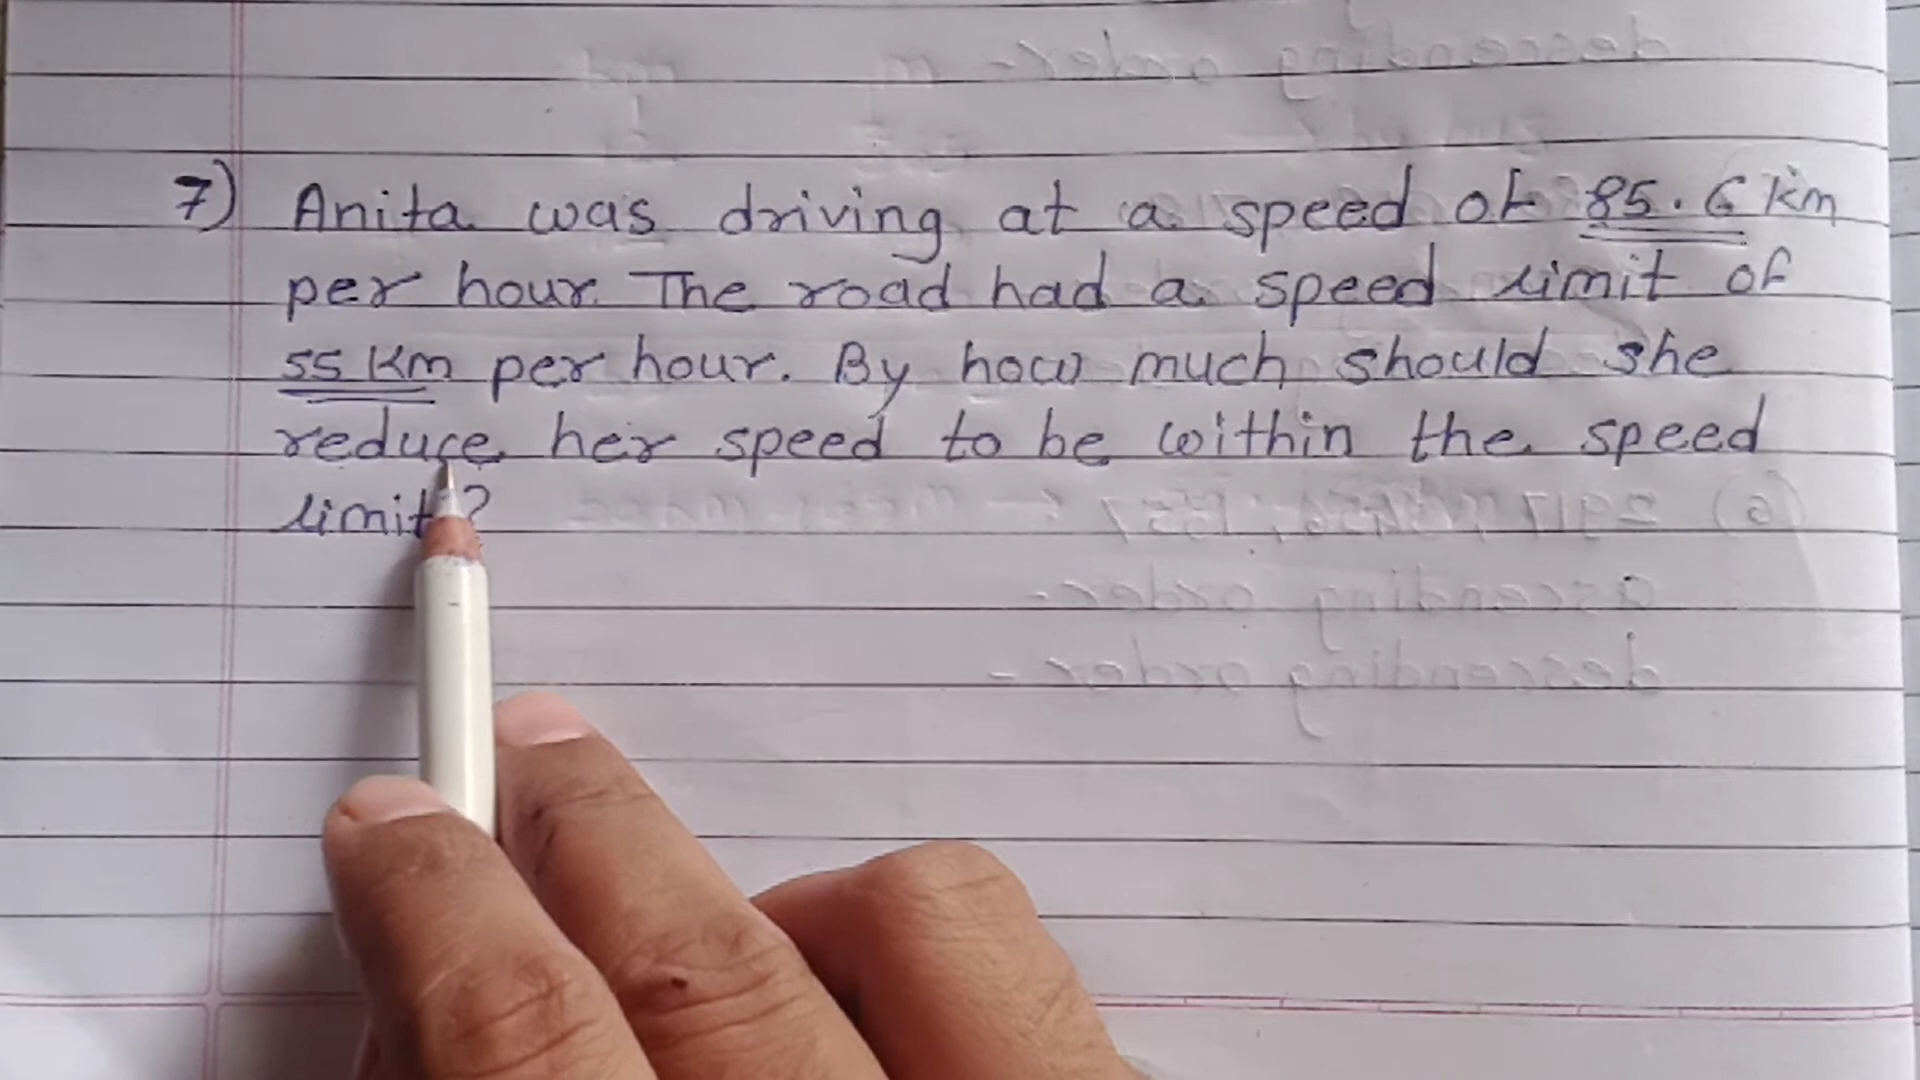 7) Anita was driving at a speed of 85.6 km
per hour. The road had a speed limit of
55 Km per hour. By how much should she
reduce her speed to be within the speed
limit?